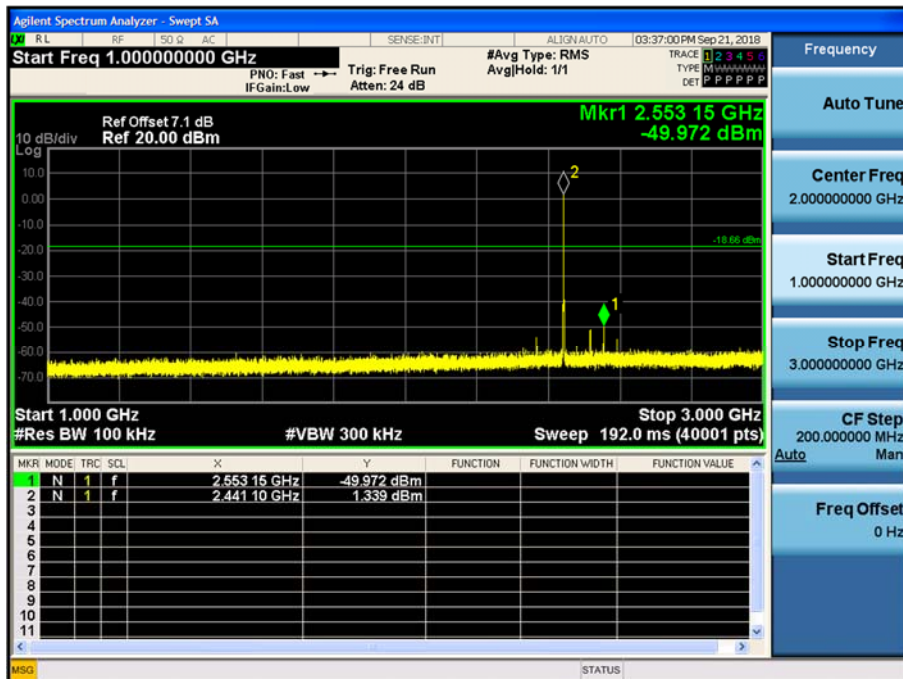 Agilent Spectrum Analyzer - Swept SA
LXI RL RF 50 Ω AC SENSE:INT ALIGN AUTO 03:37:00 PM Sep 21, 2018
Start Freq 1.000000000 GHz
PNO: Fast
IFGain:Low
Trig: Free Run
Atten: 24 dB
#Avg Type: RMS
Avg|Hold: 1/1
TRACE 1 2 3 4 5 6
TYPE M W W W W W
DET P P P P P P
Mkr1 2.553 15 GHz
-49.972 dBm
10 dB/div
Log
Ref Offset 7.1 dB
Ref 20.00 dBm
10.0
0.00
-10.0
-20.0
-30.0
-40.0
-50.0
-60.0
-70.0
2
-18.66 dBm
1
Start 1.000 GHz Stop 3.000 GHz
#Res BW 100 kHz #VBW 300 kHz Sweep 192.0 ms (40001 pts)
MKR MODE TRC SCL X Y FUNCTION FUNCTION WIDTH FUNCTION VALUE
1 N 1 f 2.553 15 GHz -49.972 dBm
2 N 1 f 2.441 10 GHz 1.339 dBm
3
4
5
6
7
8
9
10
11
MSG STATUS
Frequency
Auto Tune
Center Freq
2.000000000 GHz
Start Freq
1.000000000 GHz
Stop Freq
3.000000000 GHz
CF Step
200.000000 MHz
Auto Man
Freq Offset
0 Hz